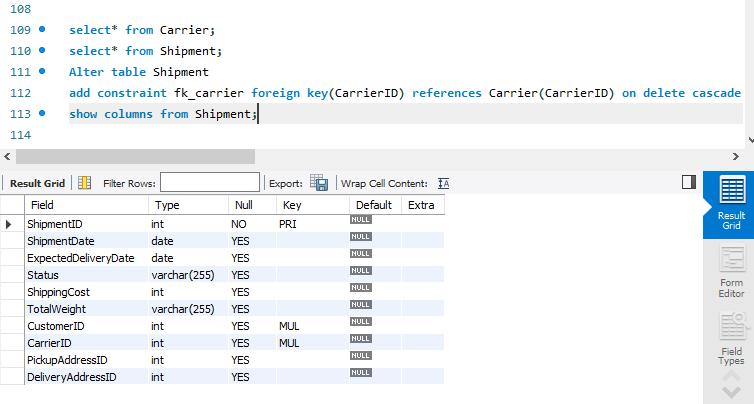 108
109 select* from Carrier;
110 select* from Shipment;
111 Alter table Shipment
112 add constraint fk_carrier foreign key(CarrierID) references Carrier(CarrierID) on delete cascade
113 show columns from Shipment;
114
Result Grid Filter Rows: Export: Wrap Cell Content:
Field Type Null Key Default Extra
ShipmentID int NO PRI NULL
ShipmentDate date YES NULL
ExpectedDeliveryDate date YES NULL
Status varchar(255) YES NULL
ShippingCost int YES NULL
TotalWeight varchar(255) YES NULL
CustomerID int YES MUL NULL
CarrierID int YES MUL NULL
PickupAddressID int YES NULL
DeliveryAddressID int YES NULL
Result
Grid
Form
Editor
Field
Types